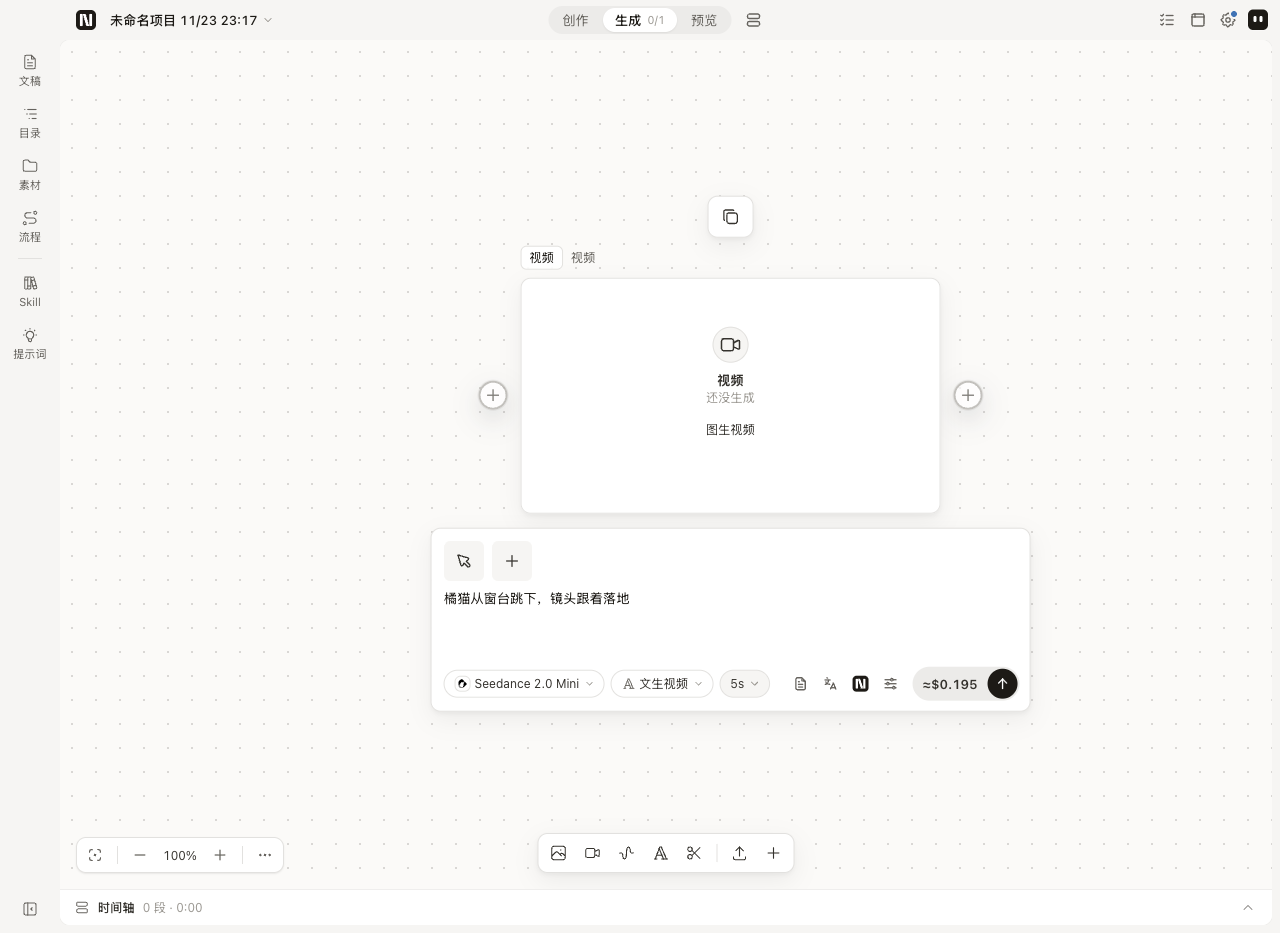 未命名项目 11/23 23:17
创作 生成 0/1 预览
文稿
目录
素材
流程
Skill
提示词
视频 视频
视频
还没生成
图生视频
橘猫从窗台跳下，镜头跟着落地
Seedance 2.0 Mini 文生视频 5s ≈$0.195
100%
时间轴 0 段 · 0:00